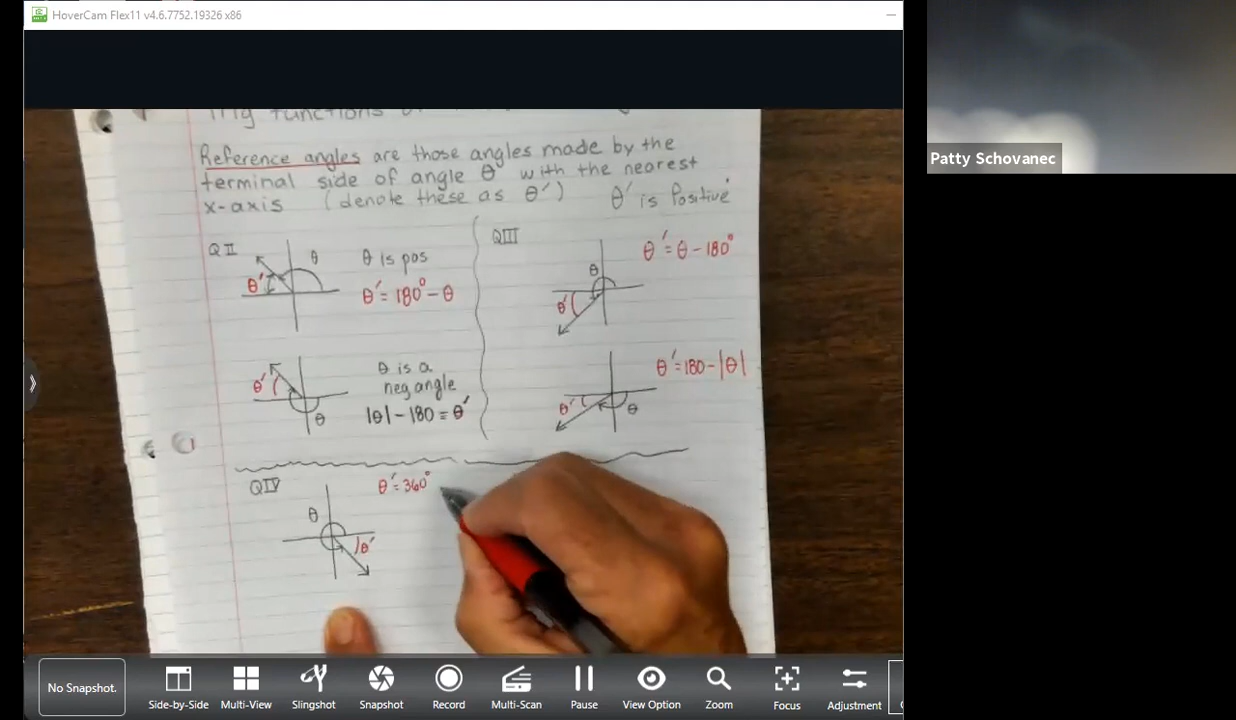 HoverCam Flex11 v4.6.7752.19326 x86
Patty Schovanec
Trig functions
Reference angles are those angles made by the
terminal side of angle θ with the nearest
x-axis (denote these as θ′) θ′ is Positive
QII
θ
θ′
θ is pos
θ′ = 180° – θ
θ′
θ
θ is a
neg angle
|θ| – 180 = θ′
QIII
θ′ = θ – 180°
θ
θ′
θ′ = 180 – |θ|
θ′
θ
QIV
θ′ = 360°
θ
θ′
No Snapshot.
Side-by-Side
Multi-View
Slingshot
Snapshot
Record
Multi-Scan
Pause
View Option
Zoom
Focus
Adjustment